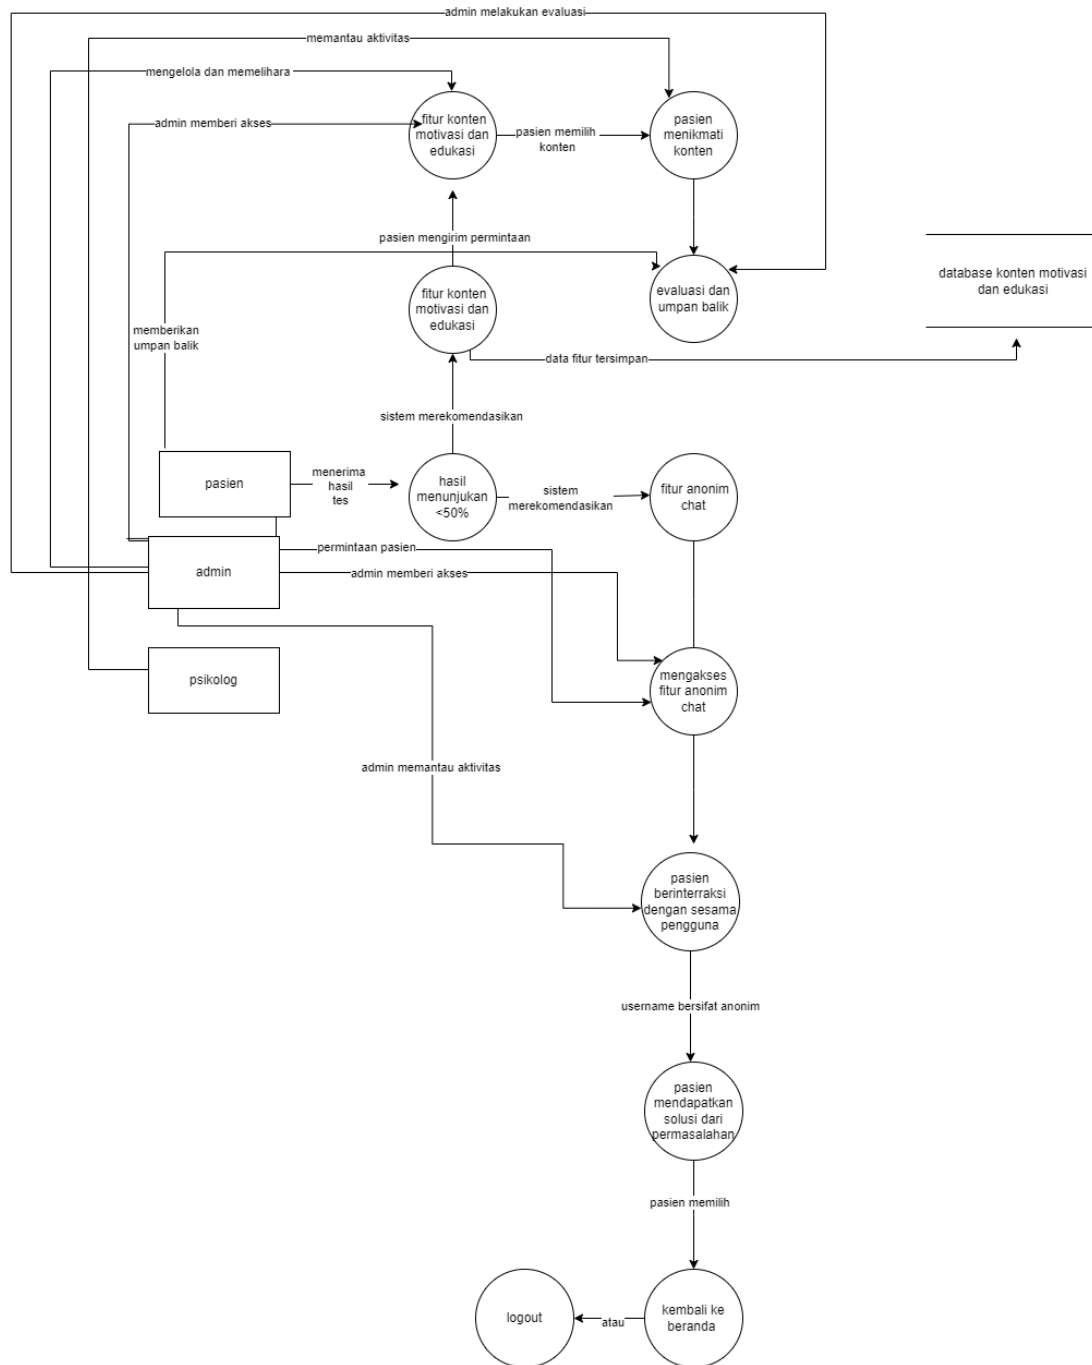 admin melakukan evaluasi
memantau aktivitas
mengelola dan memelihara
admin memberi akses
fitur konten
motivasi dan
edukasi
pasien memilih
konten
pasien
menikmati
konten
pasien mengirim permintaan
fitur konten
motivasi dan
edukasi
evaluasi dan
umpan balik
database konten motivasi
dan edukasi
memberikan
umpan balik
data fitur tersimpan
sistem merekomendasikan
pasien
menerima
hasil
tes
hasil
menunjukan
<50%
sistem
merekomendasikan
fitur anonim
chat
permintaan pasien
admin
admin memberi akses
psikolog
mengakses
fitur anonim
chat
admin memantau aktivitas
pasien
berinterraksi
dengan sesama
pengguna
username bersifat anonim
pasien
mendapatkan
solusi dari
permasalahan
pasien memilih
logout
atau
kembali ke
beranda